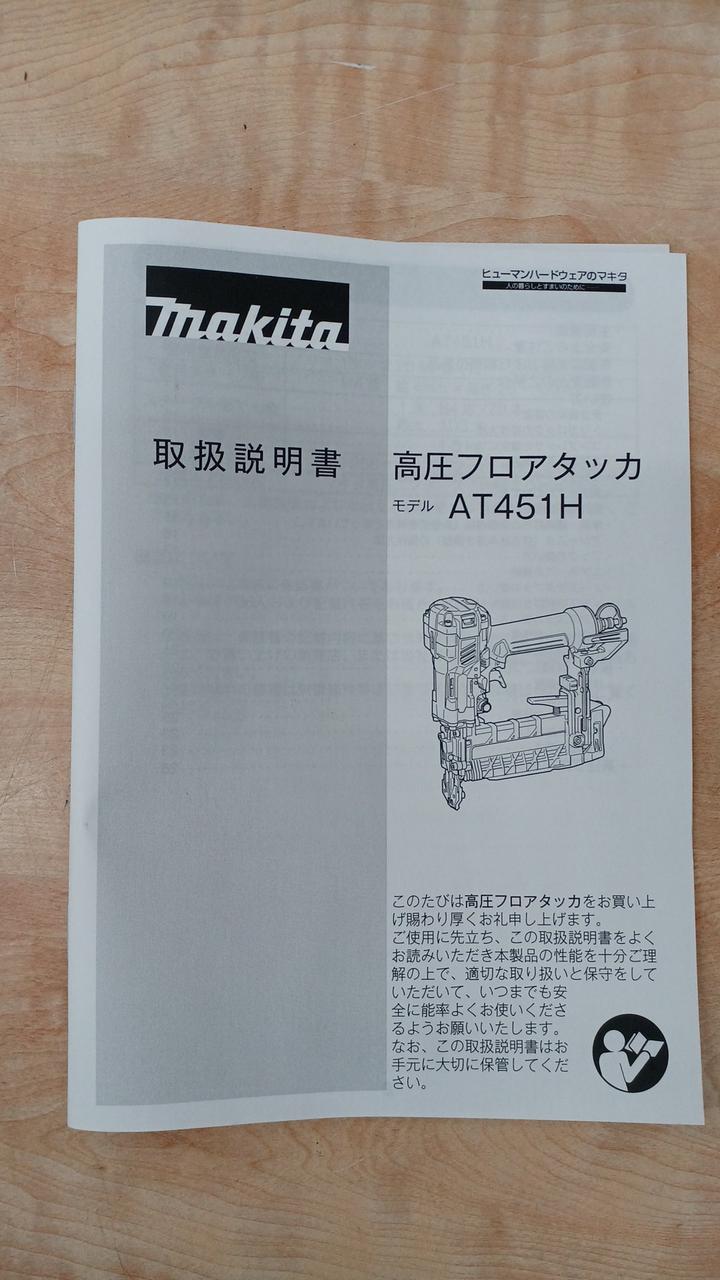 makita
ヒューマンハードウェアのマキタ
人の暮らしとすまいのために
取扱説明書
高圧フロアタッカ
モデル AT451H
このたびは高圧フロアタッカをお買い上
げ賜わり厚くお礼申し上げます。
ご使用に先立ち、この取扱説明書をよく
お読みいただき本製品の性能を十分ご理
解の上で、適切な取り扱いと保守をして
いただいて、いつまでも安
全に能率よくお使いくださ
るようお願いいたします。
なお、この取扱説明書はお
手元に大切に保管してくだ
さい。